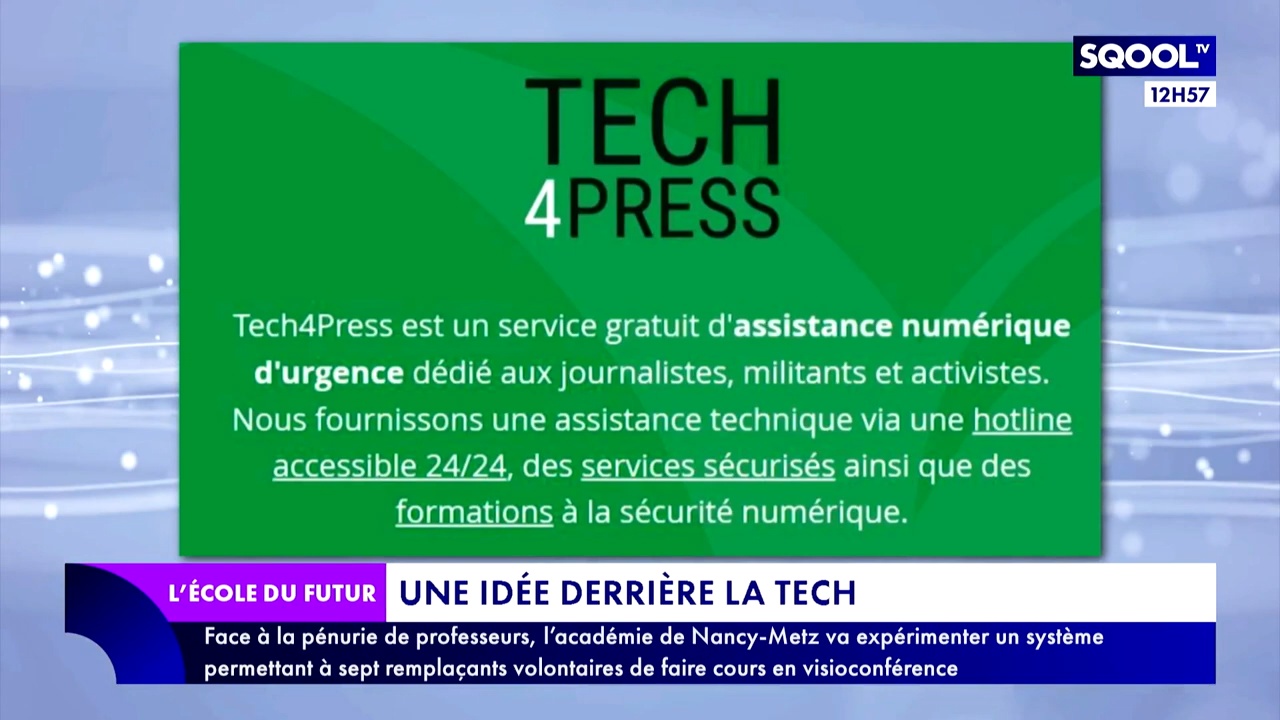 SQOOL TV
12H57
TECH
4PRESS
Tech4Press est un service gratuit d'assistance numérique
d'urgence dédié aux journalistes, militants et activistes.
Nous fournissons une assistance technique via une hotline
accessible 24/24, des services sécurisés ainsi que des
formations à la sécurité numérique.
L'ÉCOLE DU FUTUR UNE IDÉE DERRIÈRE LA TECH
Face à la pénurie de professeurs, l'académie de Nancy-Metz va expérimenter un système
permettant à sept remplaçants volontaires de faire cours en visioconférence